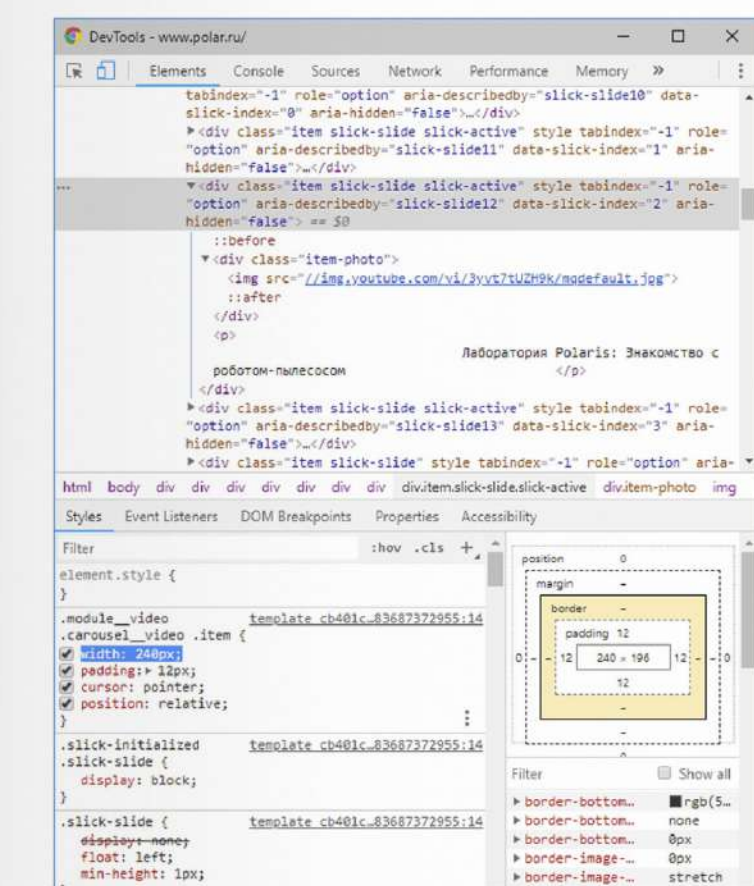 DevTools - www.polar.ru/
Elements Console Sources Network Performance Memory »
tabindex="-1" role="option" aria-describedby="slick-slide10" data-
slick-index="0" aria-hidden="false">…</div>
<div class="item slick-slide slick-active" style tabindex="-1" role=
"option" aria-describedby="slick-slide11" data-slick-index="1" aria-
hidden="false">…</div>
<div class="item slick-slide slick-active" style tabindex="-1" role=
"option" aria-describedby="slick-slide12" data-slick-index="2" aria-
hidden="false"> == $0
::before
<div class="item-photo">
<img src="//img.youtube.com/vi/3yvt7tUZH9k/mqdefault.jpg">
::after
</div>
<p>
Лаборатория Polaris: Знакомство с
роботом-пылесосом </p>
</div>
<div class="item slick-slide slick-active" style tabindex="-1" role=
"option" aria-describedby="slick-slide13" data-slick-index="3" aria-
hidden="false">…</div>
<div class="item slick-slide" style tabindex="-1" role="option" aria-
html body div div div div div div div div.item.slick-slide.slick-active div.item-photo img
Styles Event Listeners DOM Breakpoints Properties Accessibility
Filter :hov .cls +
element.style {
}
.module__video template_cb401c…83687372955:14
.carousel__video .item {
width: 240px;
padding: 12px;
cursor: pointer;
position: relative;
}
.slick-initialized template_cb401c…83687372955:14
.slick-slide {
display: block;
}
.slick-slide { template_cb401c…83687372955:14
display: none;
float: left;
min-height: 1px;
position 0
margin -
border -
padding 12
0 - - 12 240 × 196 12 - - 0
12
-
-
Filter Show all
border-bottom… rgb(5…
border-bottom… none
border-bottom… 0px
border-image-… 0px
border-image-… stretch